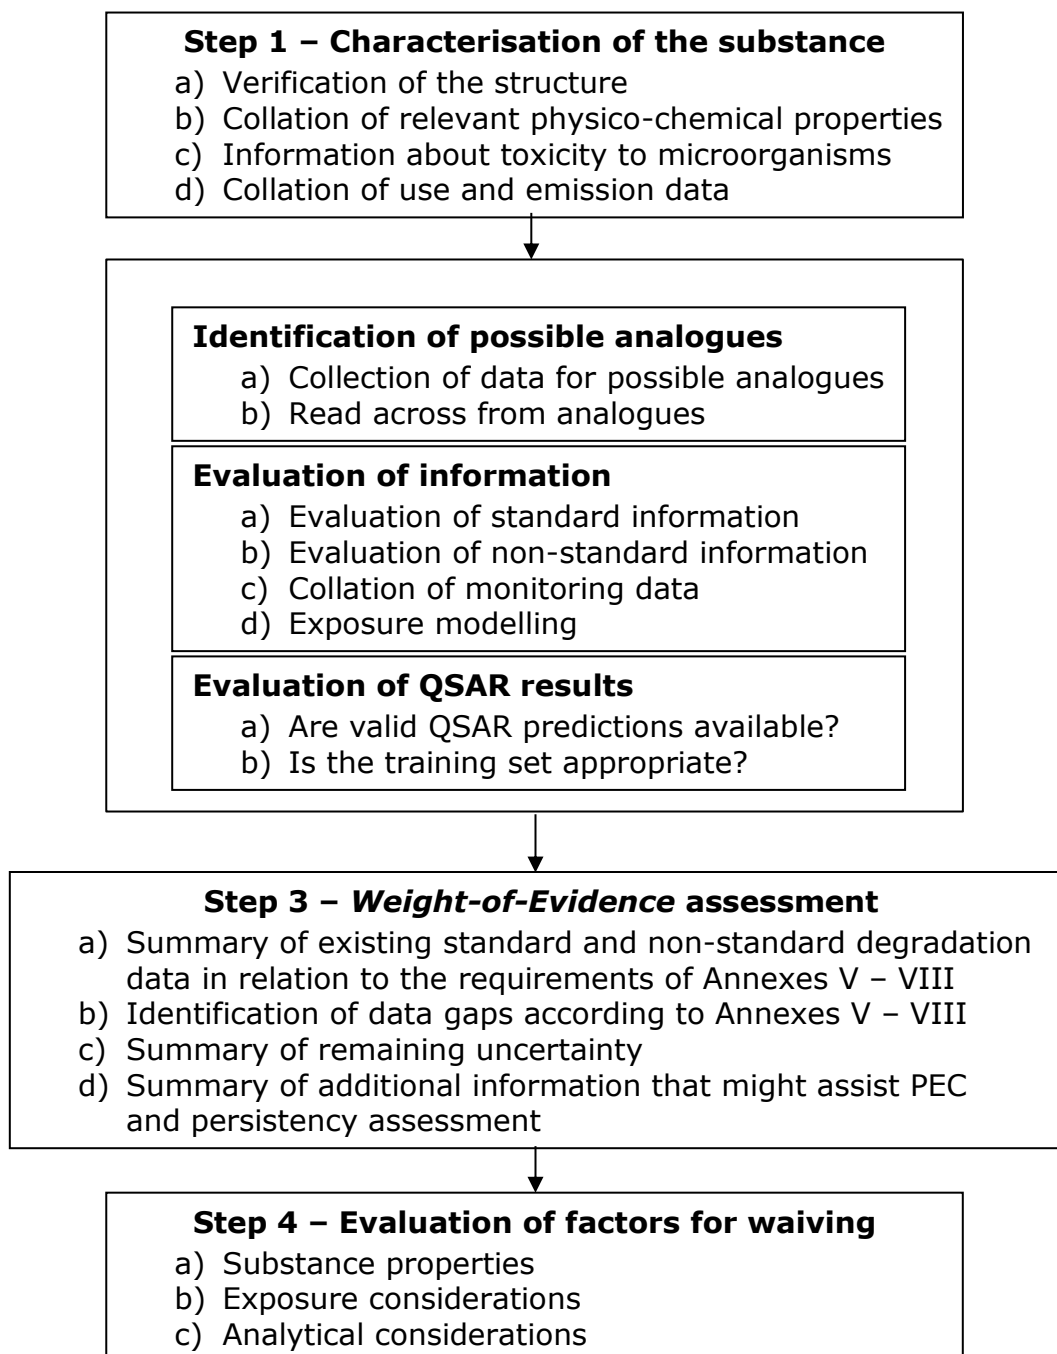 Step 1 – Characterisation of the substance
a) Verification of the structure
b) Collation of relevant physico-chemical properties
c) Information about toxicity to microorganisms
d) Collation of use and emission data
Identification of possible analogues
a) Collection of data for possible analogues
b) Read across from analogues
Evaluation of information
a) Evaluation of standard information
b) Evaluation of non-standard information
c) Collation of monitoring data
d) Exposure modelling
Evaluation of QSAR results
a) Are valid QSAR predictions available?
b) Is the training set appropriate?
Step 3 – Weight-of-Evidence assessment
a) Summary of existing standard and non-standard degradation
data in relation to the requirements of Annexes V – VIII
b) Identification of data gaps according to Annexes V – VIII
c) Summary of remaining uncertainty
d) Summary of additional information that might assist PEC
and persistency assessment
Step 4 – Evaluation of factors for waiving
a) Substance properties
b) Exposure considerations
c) Analytical considerations